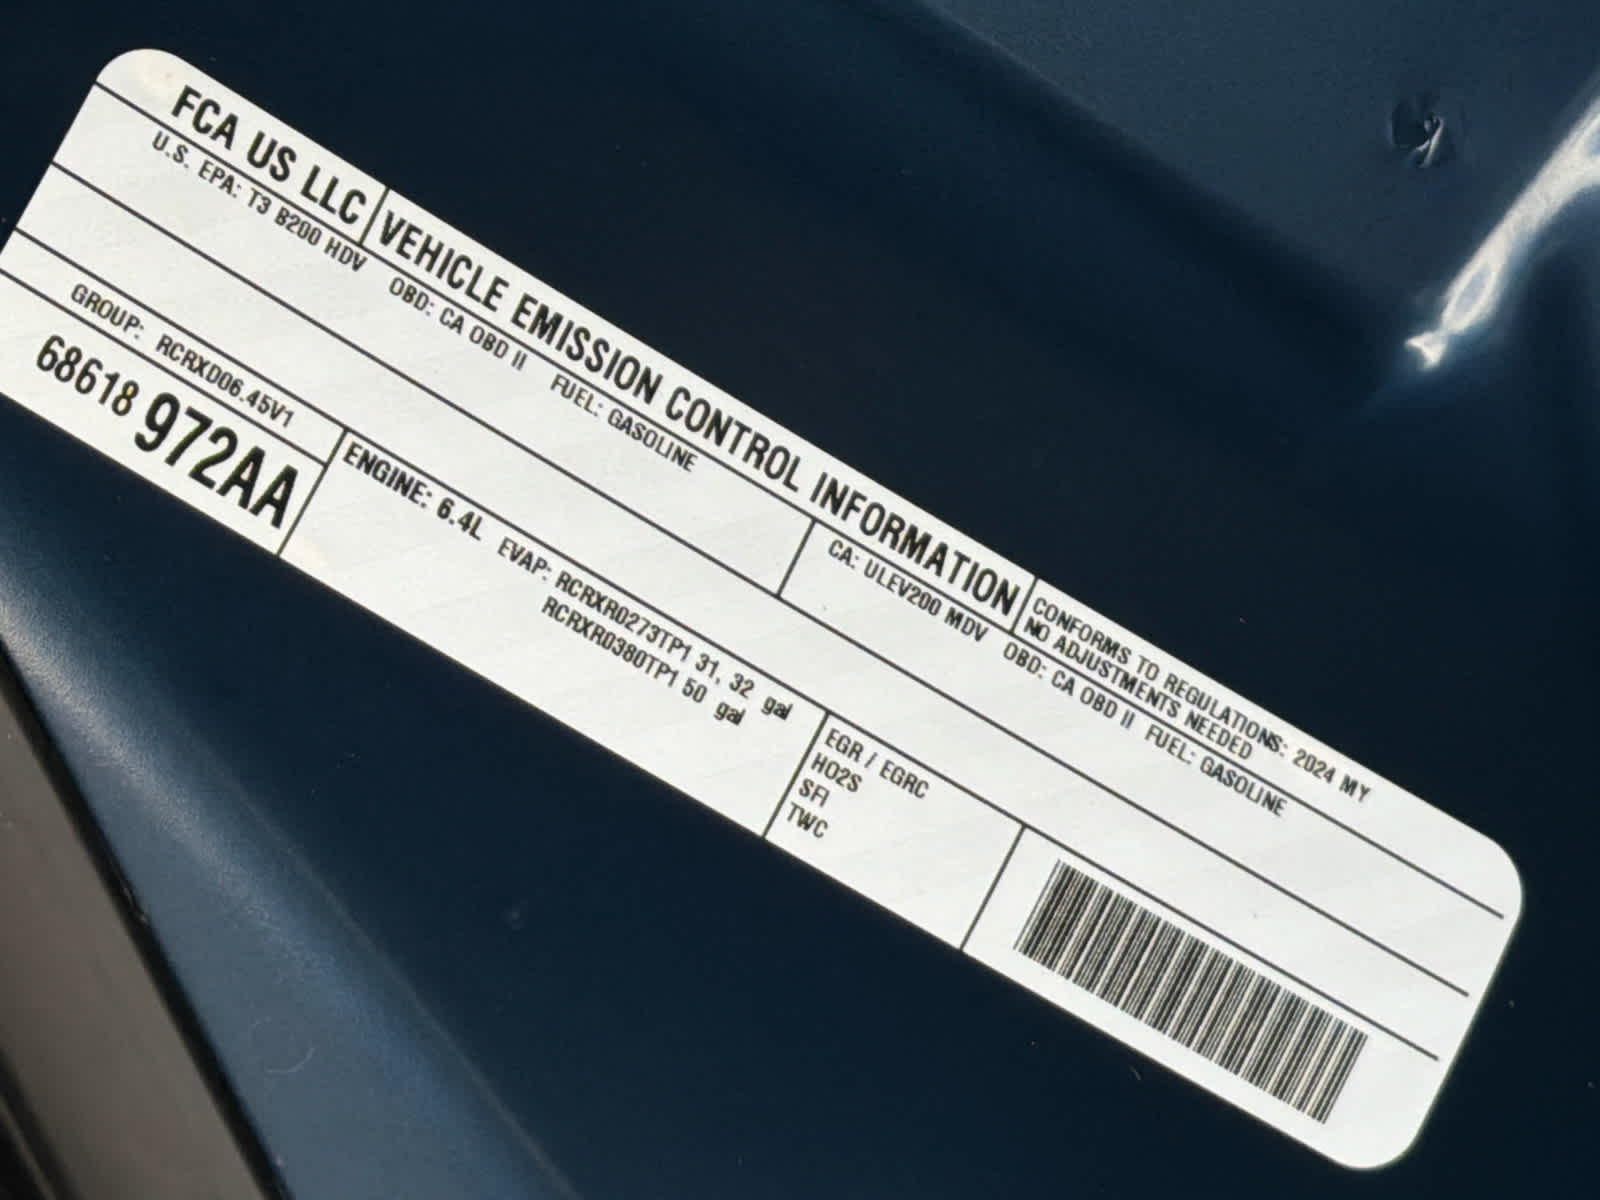 FCA US LLC
VEHICLE EMISSION CONTROL INFORMATION
CONFORMS TO REGULATIONS: 2024 MY
NO ADJUSTMENTS NEEDED
U.S. EPA: T3 B200 HDV OBD: CA OBD II FUEL: GASOLINE
CA: ULEV200 MDV OBD: CA OBD II FUEL: GASOLINE
GROUP: RCRXD06.45V1
68618 972AA
ENGINE: 6.4L EVAP: RCRXR0273TP1 31, 32 gal
RCRXR0380TP1 50 gal
EGR / EGRC
HO2S
SFI
TWC